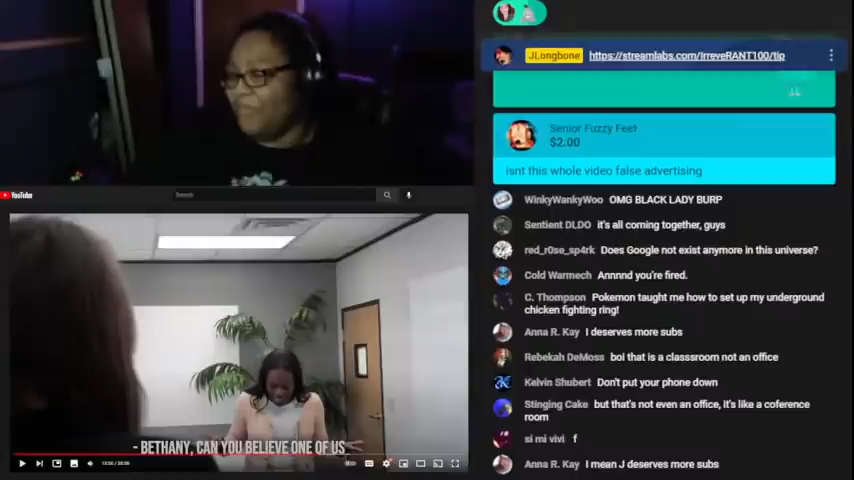 JLongbone https://streamlabs.com/IrreveRANT100/tip
Senior Fuzzy Feet
$2.00
isnt this whole video false advertising
WinkyWankyWoo OMG BLACK LADY BURP
Sentient DLDO it's all coming together, guys
red_r0se_sp4rk Does Google not exist anymore in this universe?
Cold Warmech Annnnd you're fired.
C. Thompson Pokemon taught me how to set up my underground
chicken fighting ring!
Anna R. Kay I deserves more subs
Rebekah DeMoss boi that is a classsroom not an office
Kelvin Shubert Don't put your phone down
Stinging Cake but that's not even an office, it's like a coference
room
si mi vivi f
Anna R. Kay I mean J deserves more subs
YouTube
Search
- BETHANY, CAN YOU BELIEVE ONE OF US